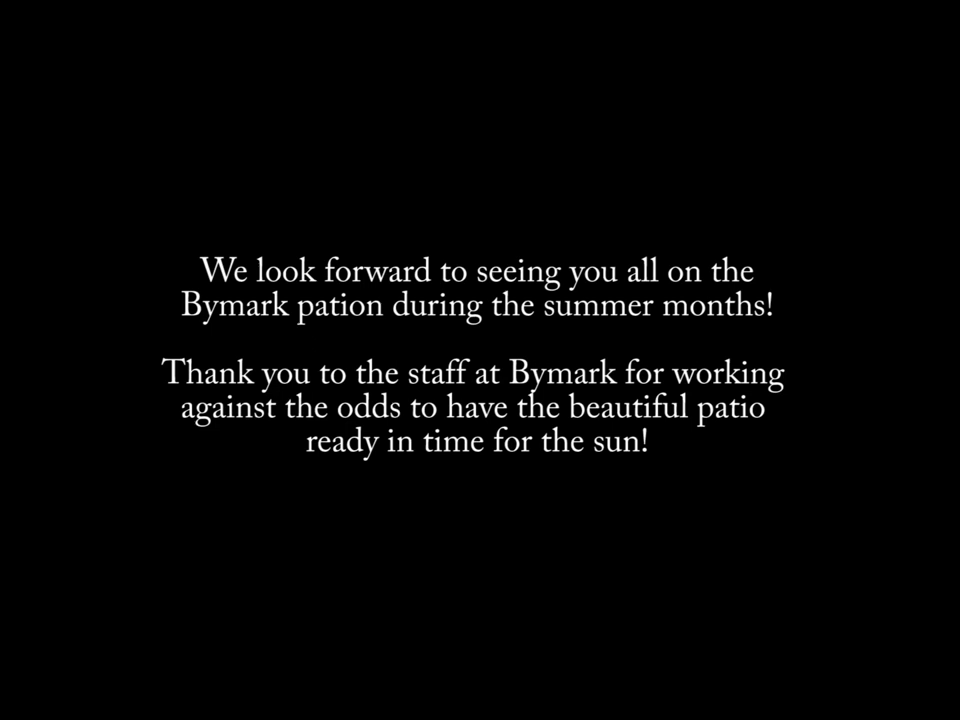 We look forward to seeing you all on the
Bymark pation during the summer months!
Thank you to the staff at Bymark for working
against the odds to have the beautiful patio
ready in time for the sun!